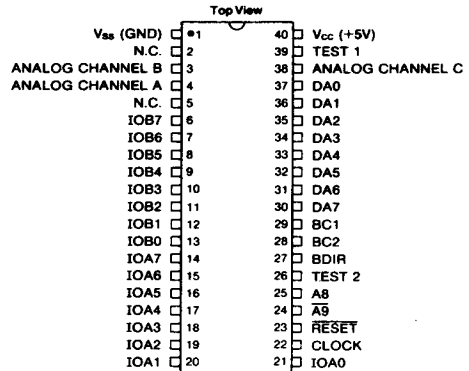 Top View
Vss (GND) 1 40 Vcc (+5V)
N.C. 2 39 TEST 1
ANALOG CHANNEL B 3 38 ANALOG CHANNEL C
ANALOG CHANNEL A 4 37 DA0
N.C. 5 36 DA1
IOB7 6 35 DA2
IOB6 7 34 DA3
IOB5 8 33 DA4
IOB4 9 32 DA5
IOB3 10 31 DA6
IOB2 11 30 DA7
IOB1 12 29 BC1
IOB0 13 28 BC2
IOA7 14 27 BDIR
IOA6 15 26 TEST 2
IOA5 16 25 A8
IOA4 17 24 A̅9̅
IOA3 18 23 R̅E̅S̅E̅T̅
IOA2 19 22 CLOCK
IOA1 20 21 IOA0